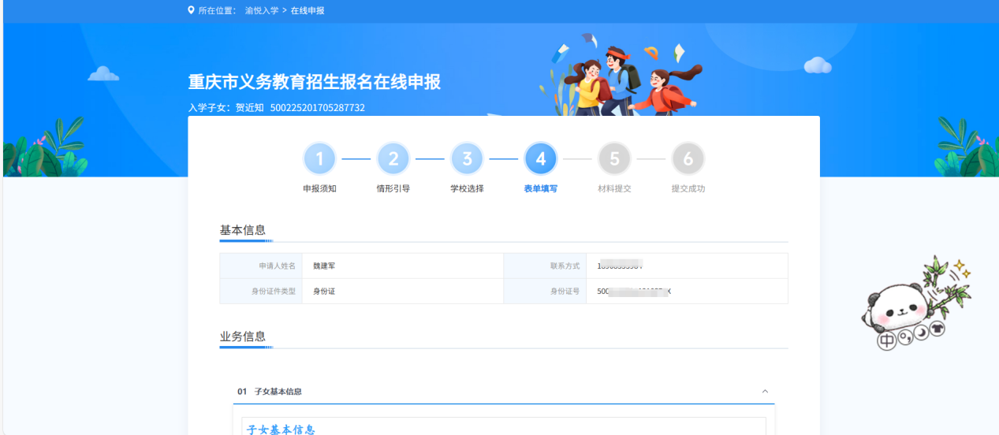 所在位置： 渝悦入学 > 在线申报
重庆市义务教育招生报名在线申报
入学子女：贺近知 500225201705287732
1 2 3 4 5 6
申报须知 情形引导 学校选择 表单填写 材料提交 提交成功
基本信息
申请人姓名 魏建军 联系方式
身份证件类型 身份证 身份证号
业务信息
01 子女基本信息
子女基本信息
中